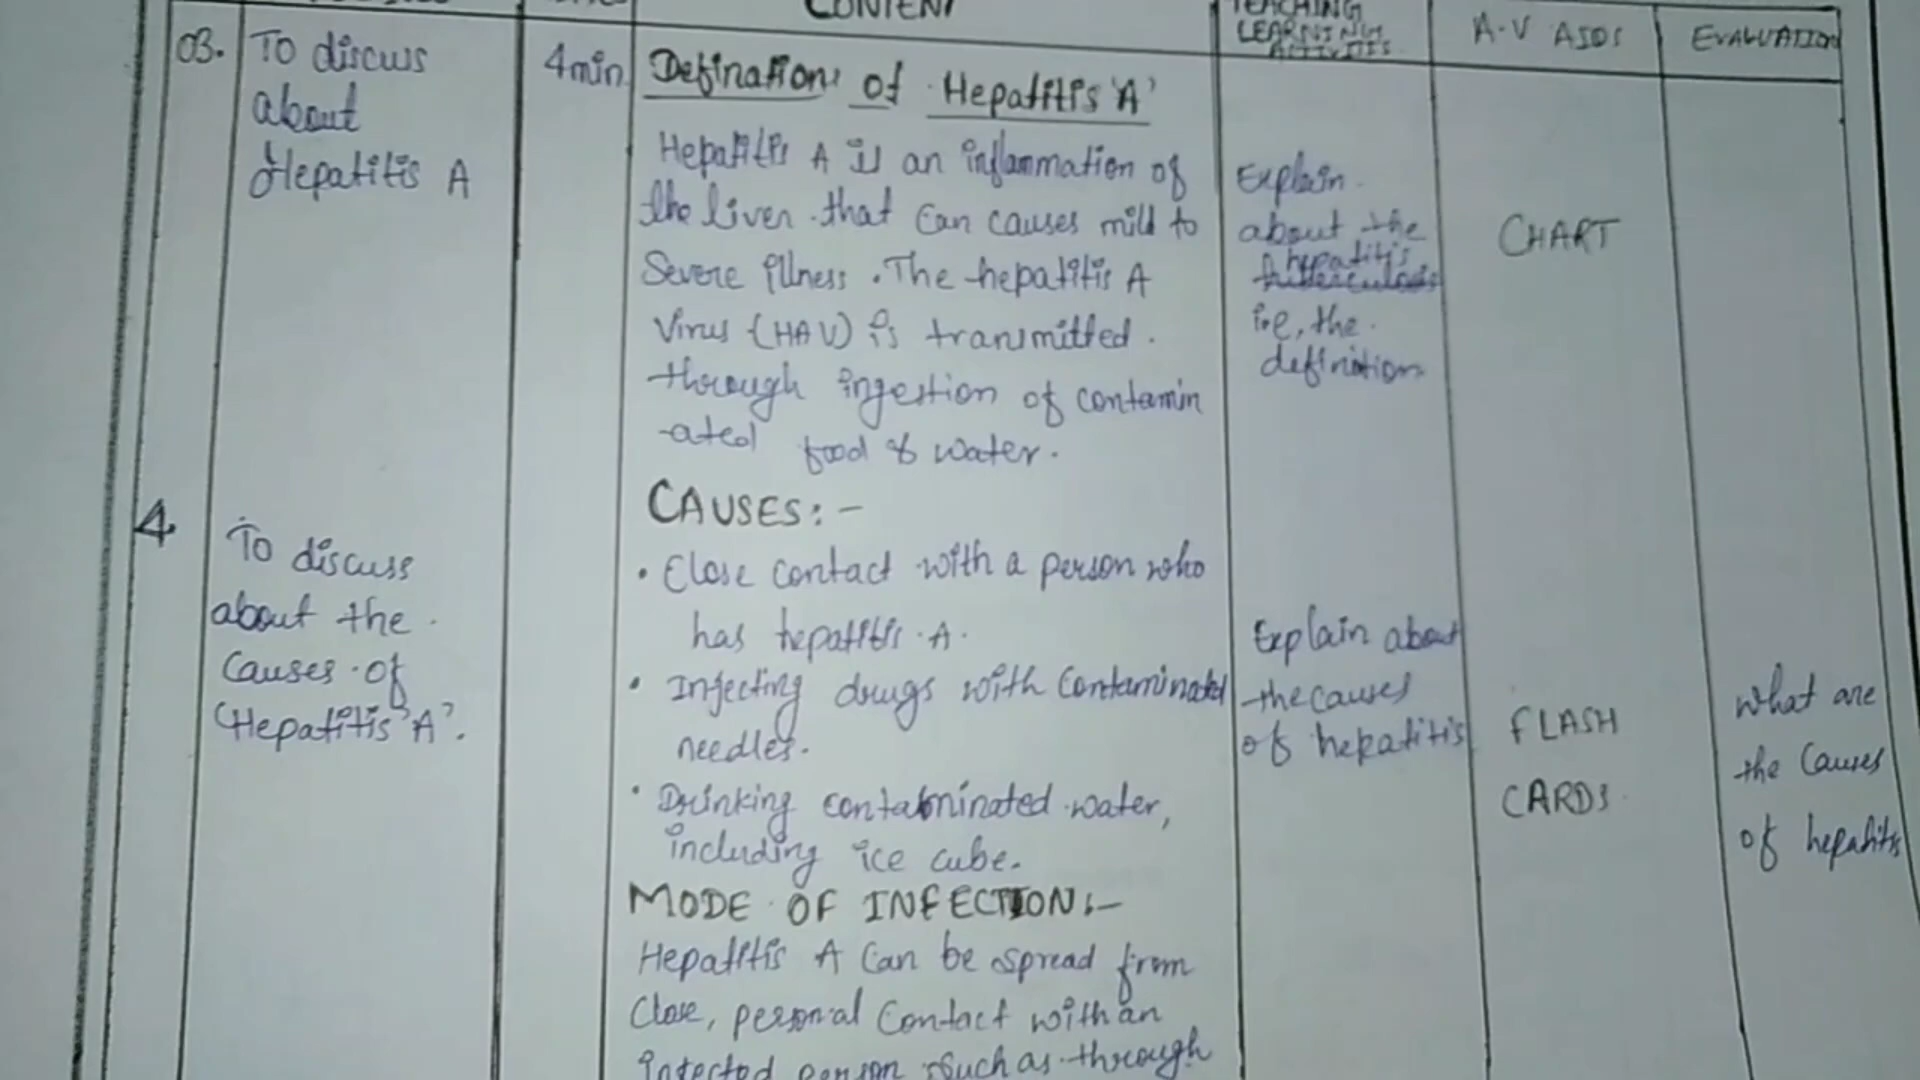 CONTENT
TEACHING
LEARNING
ACTIVITIES
A-V AIDS
EVALUATION
03.
To discuss
about
Hepatitis A
4min
Defination of Hepatitis 'A'
Hepatitis A is an inflammation of
the liver that can causes mild to
Severe illness. The hepatitis A
Virus (HAV) is transmitted.
through ingestion of contamin
-ated food & water.
Explain
about the
hepatitis
i.e, the
definition
CHART
4.
To discuss
about the
Causes of
'Hepatitis 'A'.
CAUSES:-
• Close contact with a person who
has hepatitis A.
• Injecting drugs with Contaminated
needles.
• Drinking contaminated water,
including ice cube.
Explain about
the causes
of hepatitis
FLASH
CARDS
what are
the Causes
of hepatitis
MODE OF INFECTION:-
Hepatitis A can be spread from
Close, personal Contact with an
infected person such as through